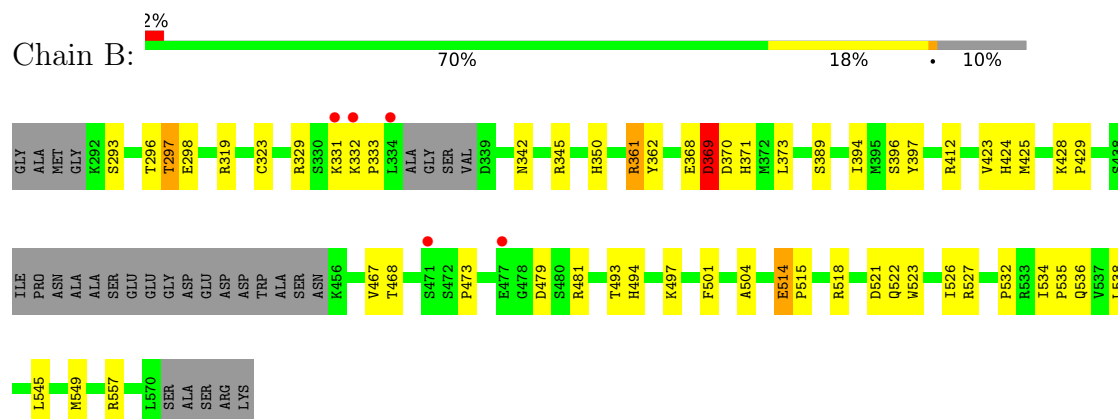 2%
Chain B:
70% 18% • 10%
GLY ALA MET GLY K292 S293 T296 T297 E298 R319 C323 R329 S330 K331 K332 P333 L334 ALA GLY SER VAL D339 N342 R345 H350 R361 Y362 E368 D369 D370 H371 M372 L373 S389 I394 M395 S396 Y397 R412 V423 H424 M425 K428 P429 S438
ILE PRO ASN ALA ALA SER GLU GLU GLY ASP GLU ASP ASP TRP ALA SER ASN K456 V467 T468 S471 S472 P473 E477 G478 D479 S480 R481 T493 H494 K497 F501 A504 E514 P515 R518 D521 Q522 W523 I526 R527 P532 R533 I534 P535 Q536 V537 L538
L545 M549 R557 L570 SER ALA SER ARG LYS